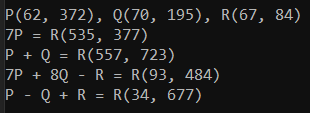 P(62, 372), Q(70, 195), R(67, 84)
7P = R(535, 377)
P + Q = R(557, 723)
7P + 8Q - R = R(93, 484)
P - Q + R = R(34, 677)